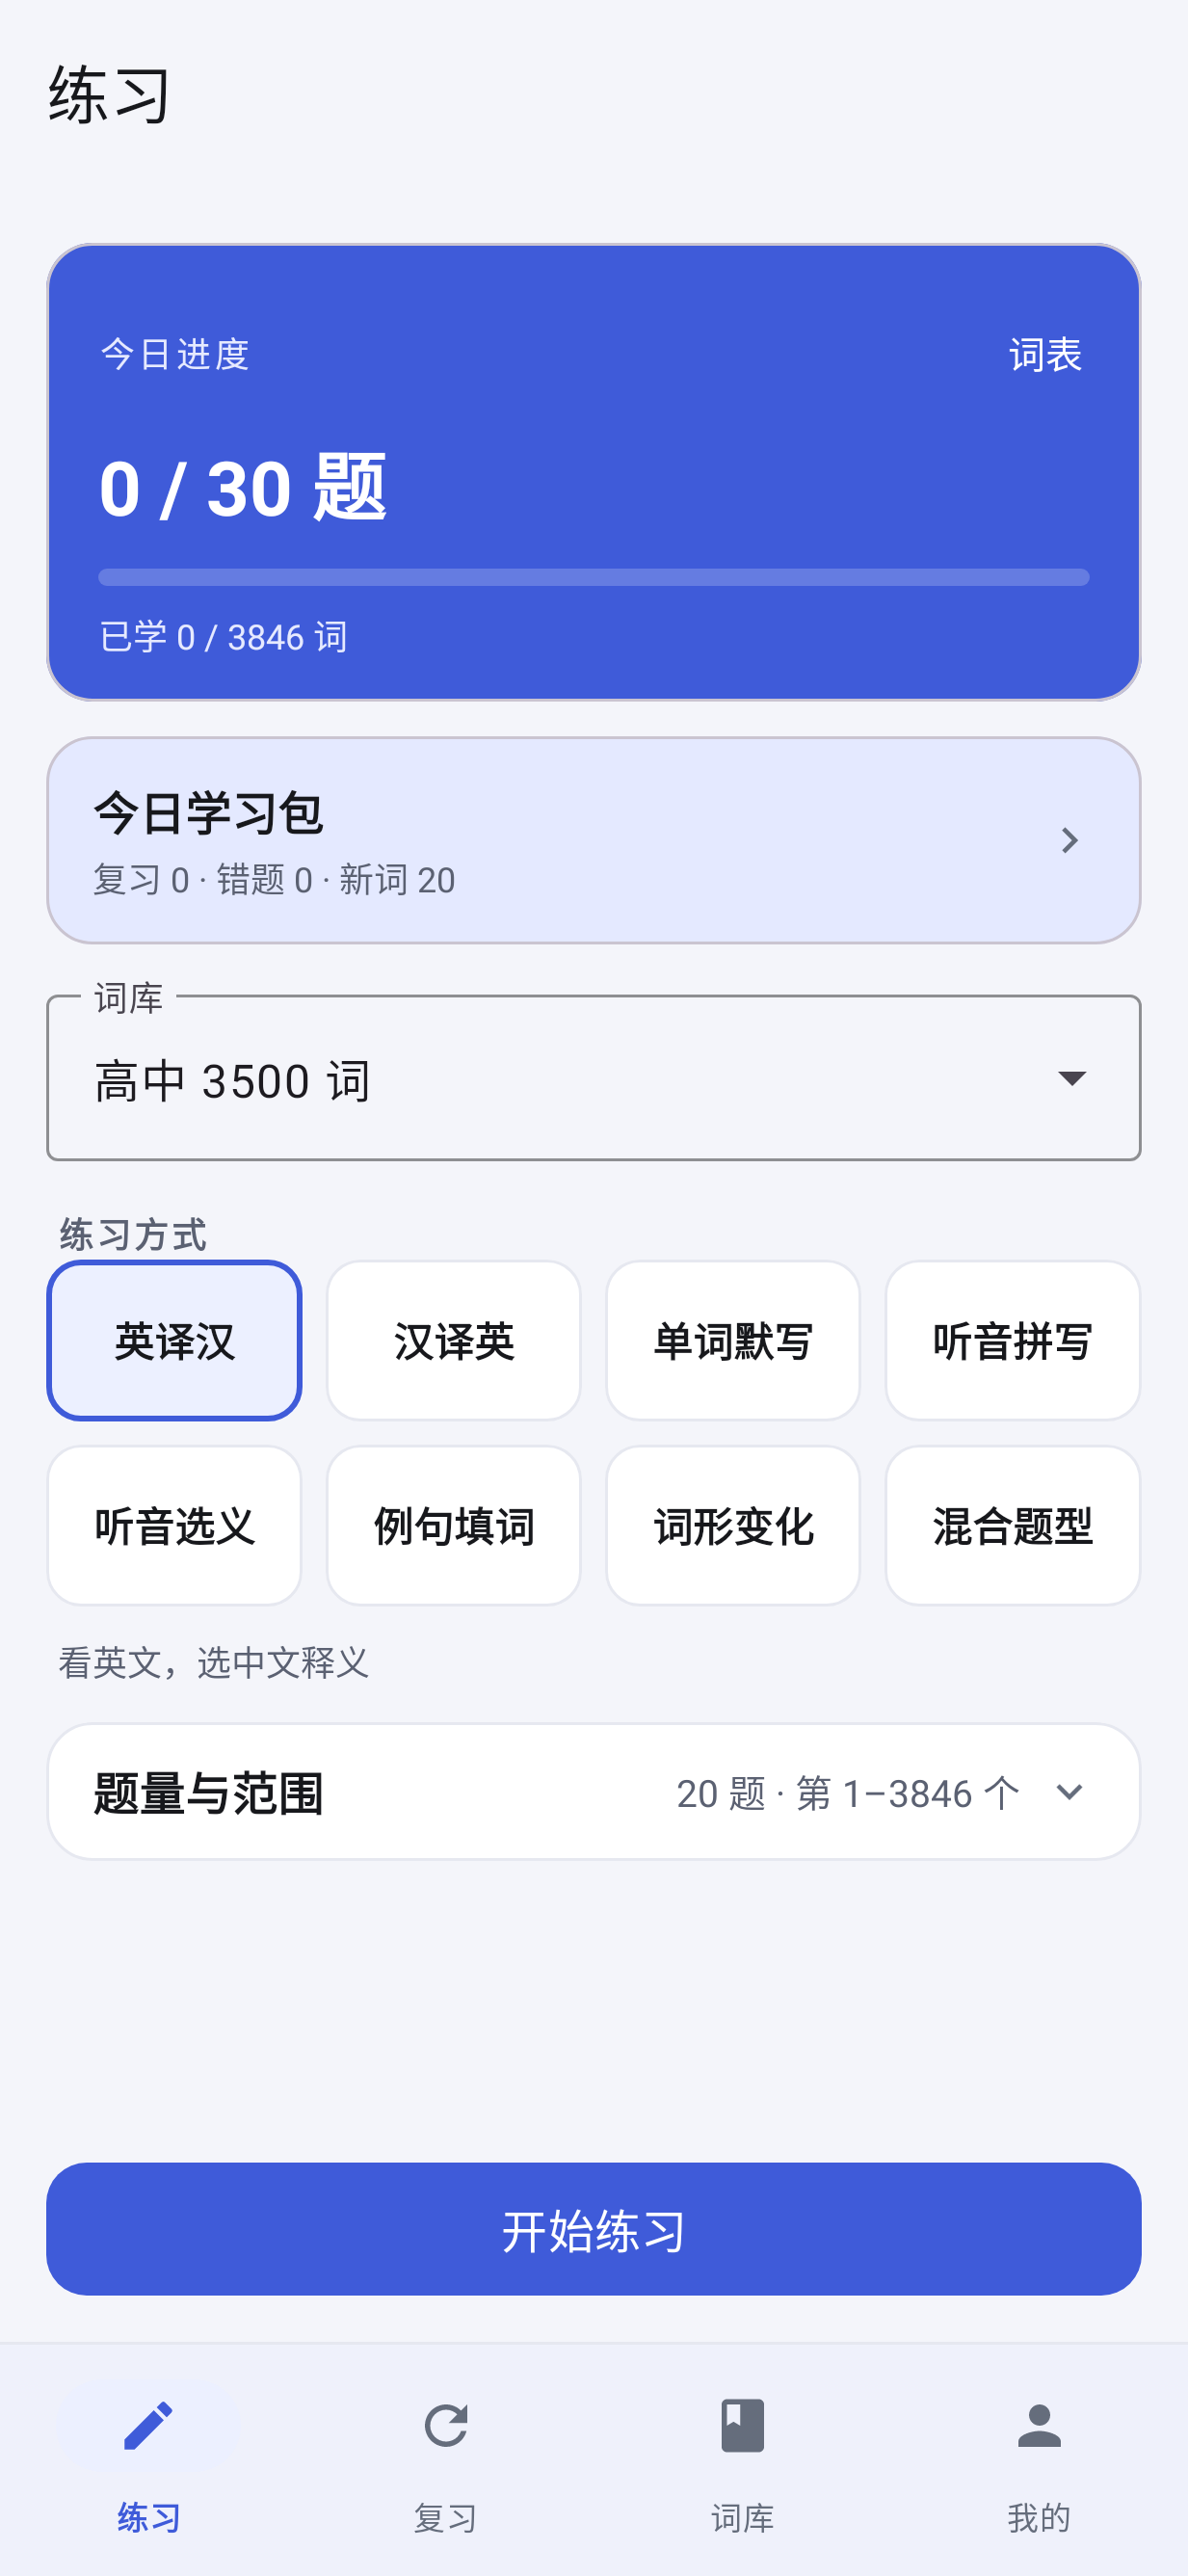 练习
今日进度
词表
0 / 30 题
已学 0 / 3846 词
今日学习包
复习 0 · 错题 0 · 新词 20
词库
高中 3500 词
练习方式
英译汉
汉译英
单词默写
听音拼写
听音选义
例句填词
词形变化
混合题型
看英文，选中文释义
题量与范围
20 题 · 第 1–3846 个
开始练习
练习
复习
词库
我的